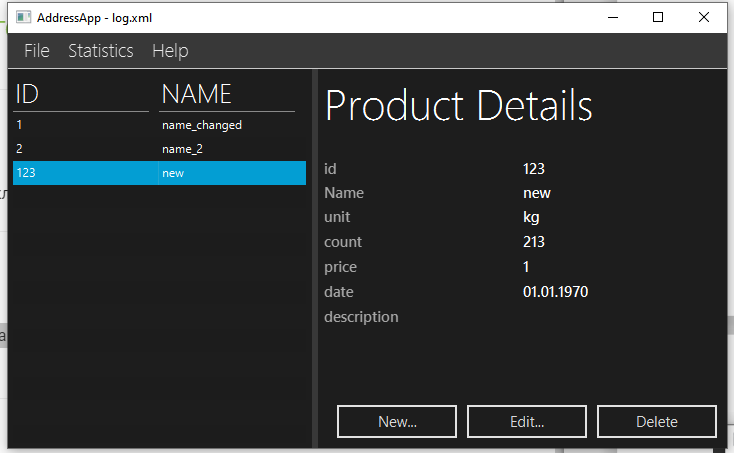 AddressApp - log.xml
File Statistics Help
ID NAME
1 name_changed
2 name_2
123 new
Product Details
id 123
Name new
unit kg
count 213
price 1
date 01.01.1970
description
New... Edit... Delete